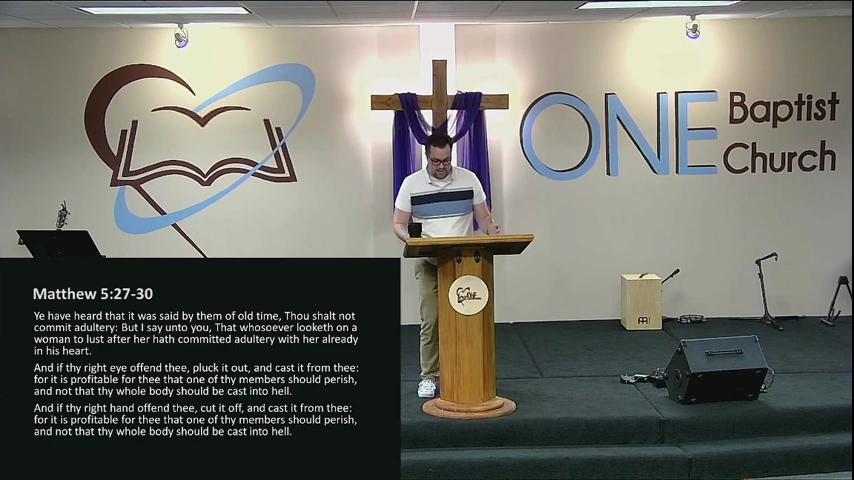 ONE
Baptist
Church
ONE
MEINL
Matthew 5:27-30
Ye have heard that it was said by them of old time, Thou shalt not
commit adultery: But I say unto you, That whosoever looketh on a
woman to lust after her hath committed adultery with her already
in his heart.
And if thy right eye offend thee, pluck it out, and cast it from thee:
for it is profitable for thee that one of thy members should perish,
and not that thy whole body should be cast into hell.
And if thy right hand offend thee, cut it off, and cast it from thee:
for it is profitable for thee that one of thy members should perish,
and not that thy whole body should be cast into hell.